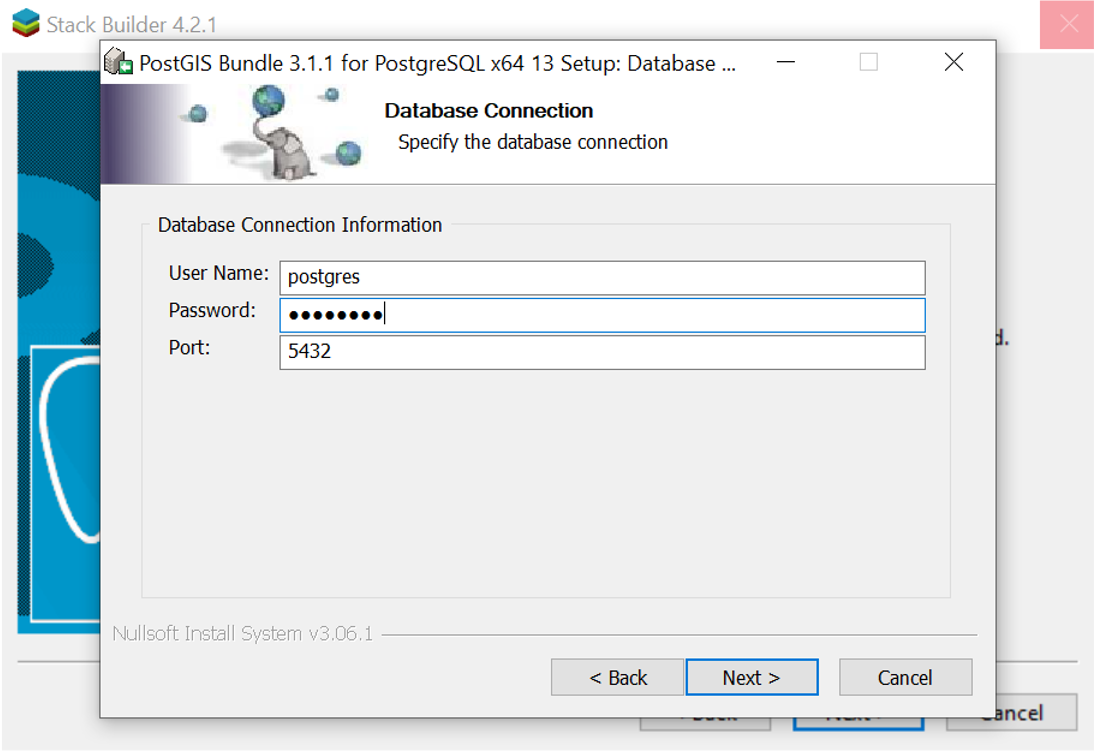 Stack Builder 4.2.1
PostGIS Bundle 3.1.1 for PostgreSQL x64 13 Setup: Database ...
Database Connection
Specify the database connection
Database Connection Information
User Name: postgres
Password: ●●●●●●●●
Port: 5432
d.
Nullsoft Install System v3.06.1
< Back Next > Cancel
Cancel